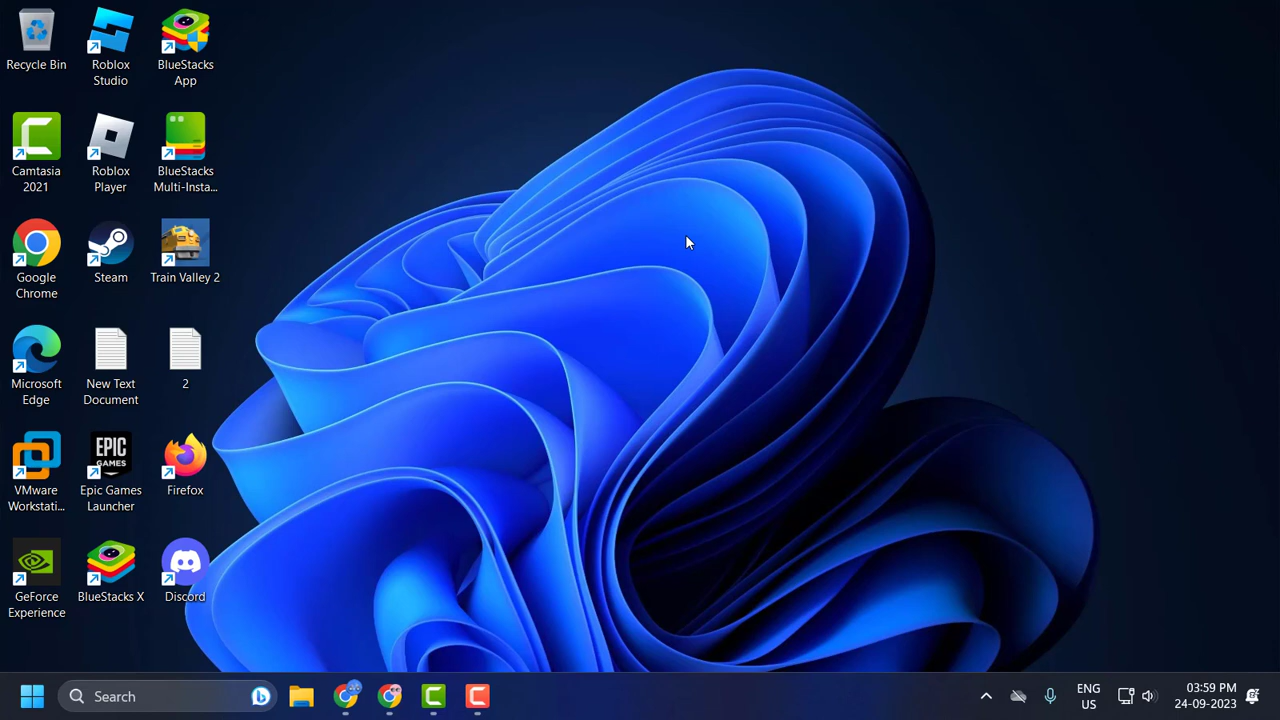 Recycle Bin
Roblox
Studio
BlueStacks
App
Camtasia
2021
Roblox
Player
BlueStacks
Multi-Insta...
Google
Chrome
Steam
Train Valley 2
Microsoft
Edge
New Text
Document
2
VMware
Workstati...
EPIC
GAMES
Epic Games
Launcher
Firefox
GeForce
Experience
BlueStacks X
Discord
Search
ENG
US
03:59 PM
24-09-2023